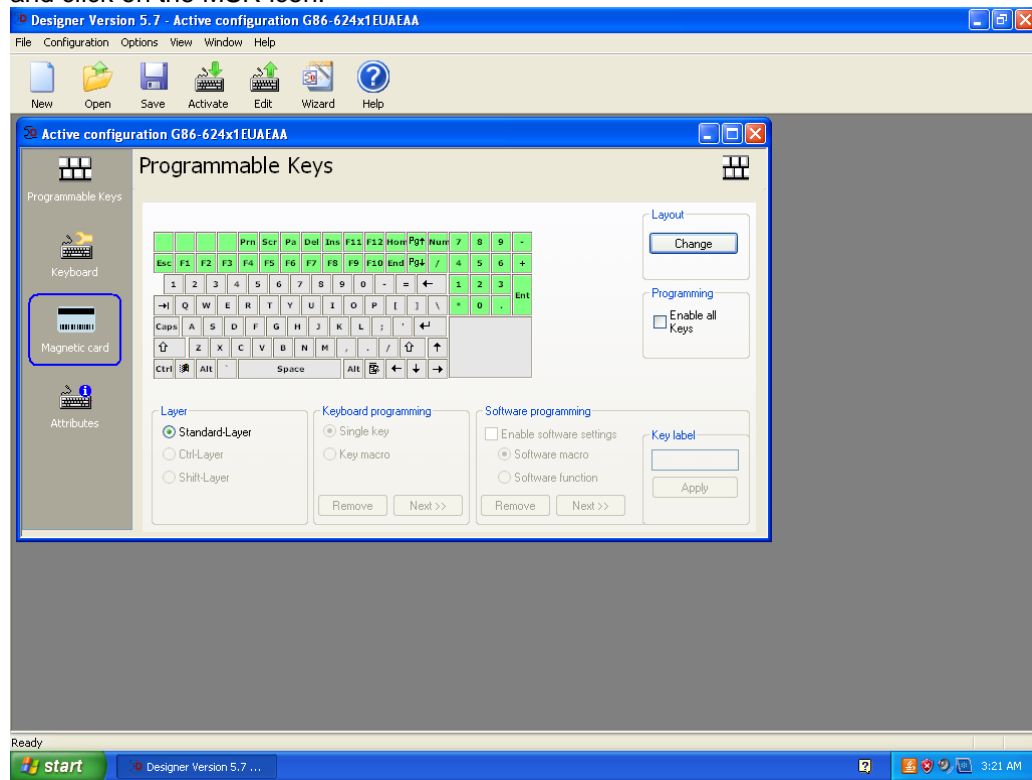 and click on the MSR icon.
Designer Version 5.7 - Active configuration G86-624x1EUAEAA
File Configuration Options View Window Help
New Open Save Activate Edit Wizard Help
Active configuration G86-624x1EUAEAA
Programmable Keys
Programmable Keys
Keyboard
Magnetic card
Attributes
Layout
Change
Programming
Enable all
Keys
Prn Scr Pa Del Ins F11 F12 Hom Pg↑ Num 7 8 9 -
Esc F1 F2 F3 F4 F5 F6 F7 F8 F9 F10 End Pg↓ / 4 5 6 +
1 2 3 4 5 6 7 8 9 0 - = ← 1 2 3 Ent
→| Q W E R T Y U I O P [ ] \ * 0 .
Caps A S D F G H J K L ; ' ↵
⇧ Z X C V B N M , . / ⇧ ↑
Ctrl Alt ` Space Alt ← ↓ →
Layer
Standard-Layer
Ctrl-Layer
Shift-Layer
Keyboard programming
Single key
Key macro
Remove Next >>
Software programming
Enable software settings
Software macro
Software function
Remove Next >>
Key label
Apply
Ready
start Designer Version 5.7 ... 3:21 AM